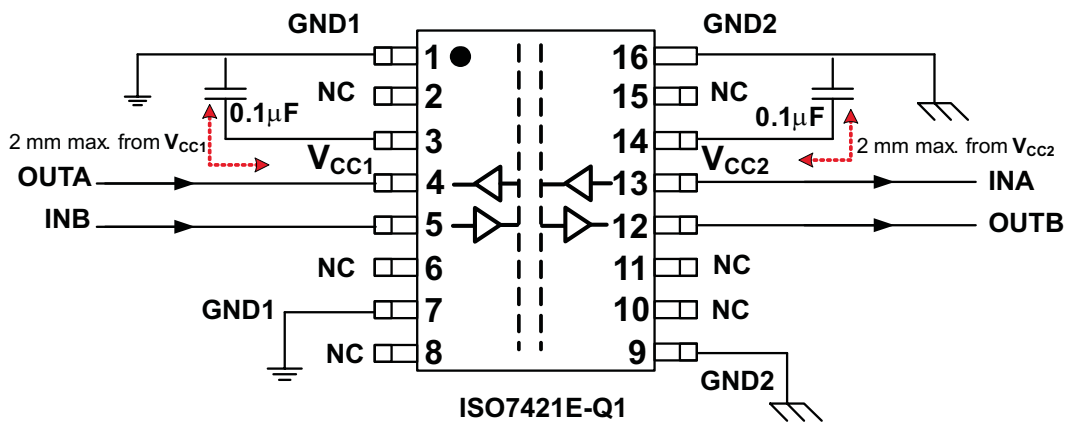 GND1
GND2
1
16
NC
2
15
NC
0.1μF
0.1μF
3
14
2 mm max. from VCC1
VCC1
VCC2
2 mm max. from VCC2
OUTA
4
13
INA
INB
5
12
OUTB
NC
6
11
NC
GND1
7
10
NC
NC
8
9
GND2
ISO7421E-Q1